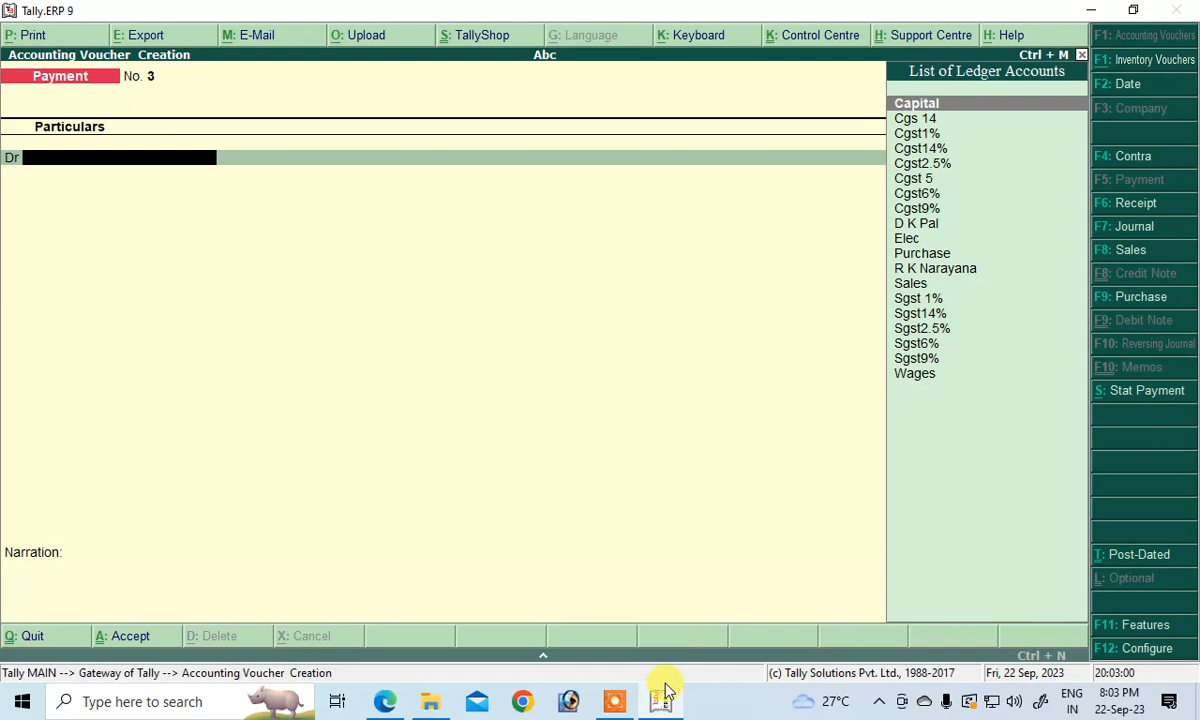 Tally.ERP 9
P: Print E: Export M: E-Mail O: Upload S: TallyShop G: Language K: Keyboard K: Control Centre H: Support Centre H: Help
Accounting Voucher Creation Abc Ctrl + M
Payment No. 3
Particulars
Dr
Narration:
List of Ledger Accounts
Capital
Cgs 14
Cgst1%
Cgst14%
Cgst2.5%
Cgst 5
Cgst6%
Cgst9%
D K Pal
Elec
Purchase
R K Narayana
Sales
Sgst 1%
Sgst14%
Sgst2.5%
Sgst6%
Sgst9%
Wages
F1: Accounting Vouchers
F1: Inventory Vouchers
F2: Date
F3: Company
F4: Contra
F5: Payment
F6: Receipt
F7: Journal
F8: Sales
F8: Credit Note
F9: Purchase
F9: Debit Note
F10: Reversing Journal
F10: Memos
S: Stat Payment
T: Post-Dated
L: Optional
F11: Features
F12: Configure
Q: Quit A: Accept D: Delete X: Cancel
Ctrl + N
Tally MAIN --> Gateway of Tally --> Accounting Voucher Creation (c) Tally Solutions Pvt. Ltd., 1988-2017 Fri, 22 Sep, 2023 20:03:00
Type here to search 27°C ENG IN 8:03 PM 22-Sep-23